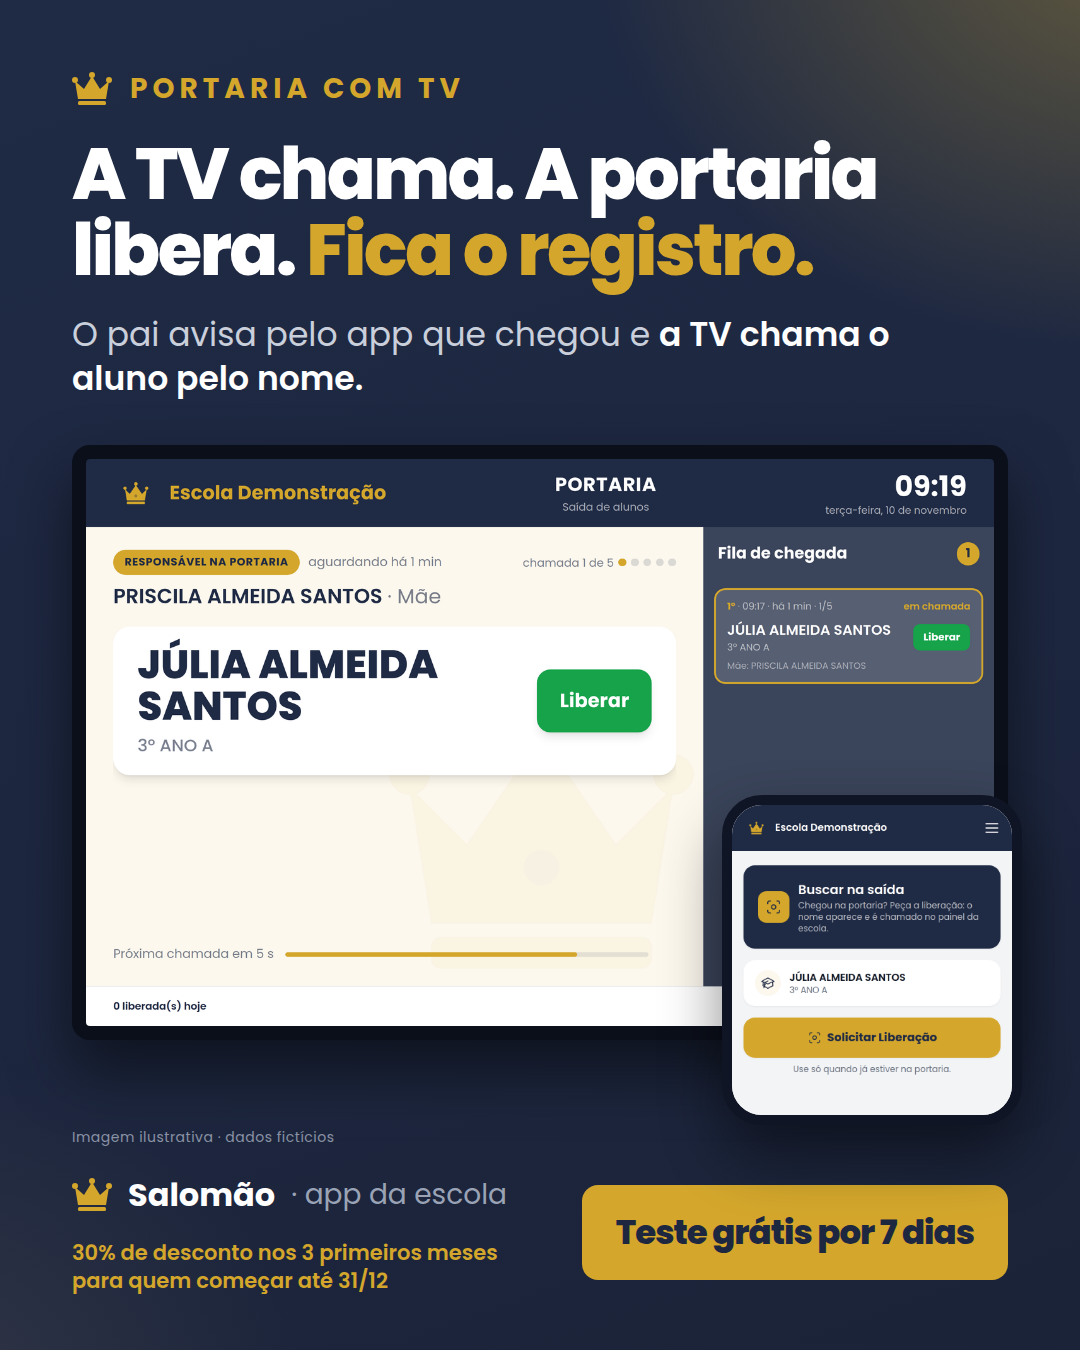 PORTARIA COM TV
A TV chama. A portaria
libera. Fica o registro.
O pai avisa pelo app que chegou e a TV chama o
aluno pelo nome.
Escola Demonstração
PORTARIA
Saída de alunos
09:19
terça-feira, 10 de novembro
RESPONSÁVEL NA PORTARIA aguardando há 1 min chamada 1 de 5
PRISCILA ALMEIDA SANTOS · Mãe
JÚLIA ALMEIDA
SANTOS
3º ANO A
Liberar
Próxima chamada em 5 s
0 liberada(s) hoje
Fila de chegada 1
1º · 09:17 · há 1 min · 1/5 em chamada
JÚLIA ALMEIDA SANTOS
3º ANO A
Liberar
Mãe: PRISCILA ALMEIDA SANTOS
Escola Demonstração
Buscar na saída
Chegou na portaria? Peça a liberação: o
nome aparece e é chamado no painel da
escola.
JÚLIA ALMEIDA SANTOS
3º ANO A
Solicitar Liberação
Use só quando já estiver na portaria.
Imagem ilustrativa · dados fictícios
Salomão · app da escola
30% de desconto nos 3 primeiros meses
para quem começar até 31/12
Teste grátis por 7 dias